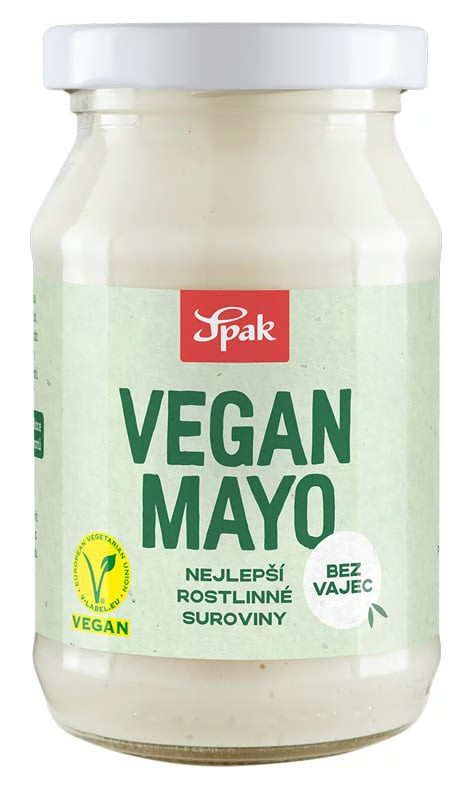 Spak
VEGAN
MAYO
NEJLEPŠÍ
ROSTLINNÉ
SUROVINY
BEZ
VAJEC
EUROPEAN VEGETARIAN UNION
V-LABEL.EU
VEGAN